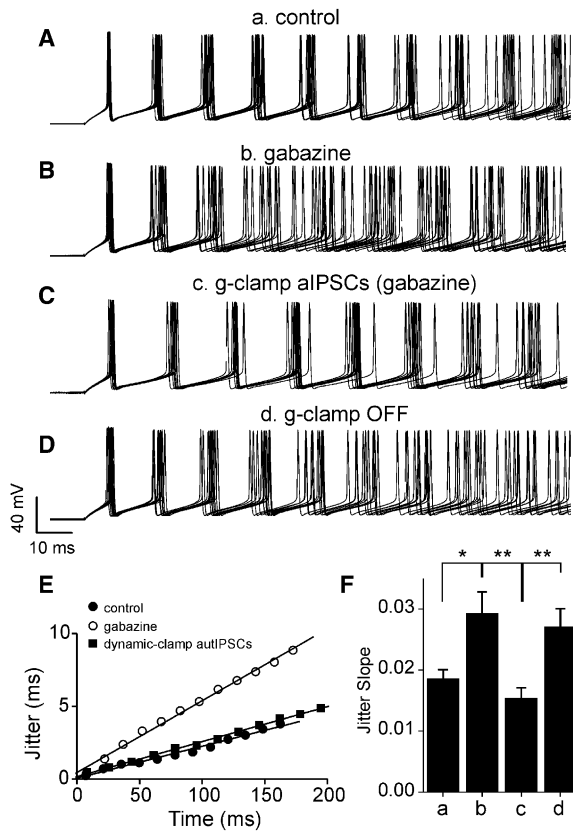 a. control
A
b. gabazine
B
c. g-clamp aIPSCs (gabazine)
C
d. g-clamp OFF
D
40 mV
10 ms
E
control
gabazine
dynamic-clamp autIPSCs
10
5
0
Jitter (ms)
0 50 100 150 200
Time (ms)
F
* ** **
0.03
0.02
0.01
0.00
Jitter Slope
a b c d